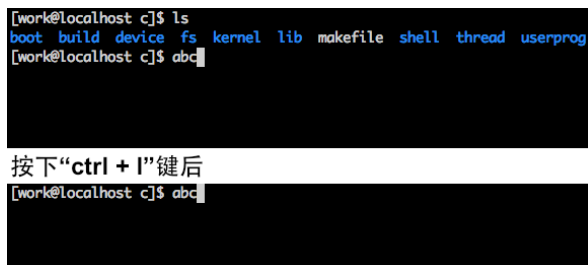 [work@localhost c]$ ls
boot build device fs kernel lib makefile shell thread userprog
[work@localhost c]$ abc
按下“ctrl + l”键后
[work@localhost c]$ abc